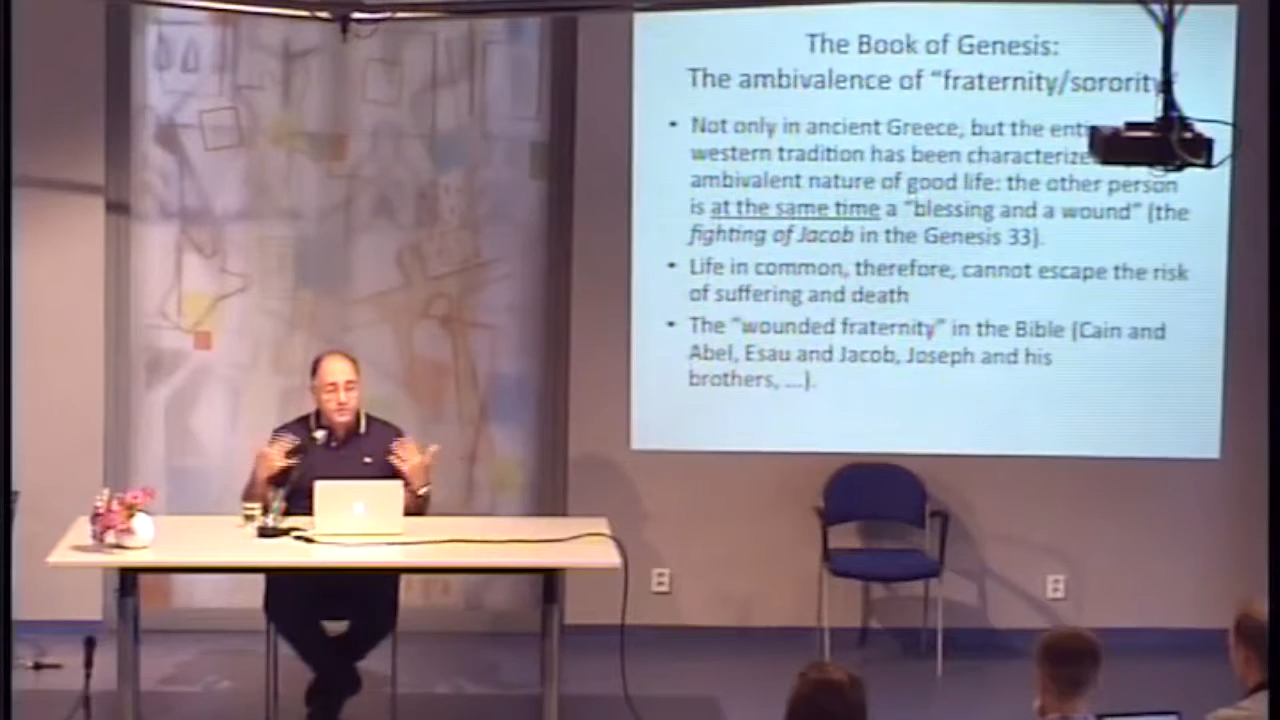 The Book of Genesis:
The ambivalence of “fraternity/sorority
• Not only in ancient Greece, but the
western tradition has been characterize
ambivalent nature of good life: the other person
is at the same time a “blessing and a wound” (the
fighting of Jacob in the Genesis 33).
• Life in common, therefore, cannot escape the risk
of suffering and death
• The “wounded fraternity” in the Bible (Cain and
Abel, Esau and Jacob, Joseph and his
brothers, ...).